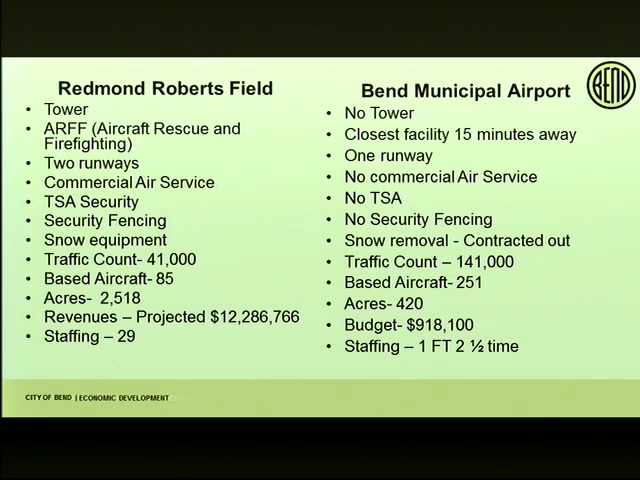 Redmond Roberts Field
• Tower
• ARFF (Aircraft Rescue and
Firefighting)
• Two runways
• Commercial Air Service
• TSA Security
• Security Fencing
• Snow equipment
• Traffic Count- 41,000
• Based Aircraft- 85
• Acres- 2,518
• Revenues – Projected $12,286,766
• Staffing – 29
Bend Municipal Airport
• No Tower
• Closest facility 15 minutes away
• One runway
• No commercial Air Service
• No TSA
• No Security Fencing
• Snow removal - Contracted out
• Traffic Count – 141,000
• Based Aircraft- 251
• Acres- 420
• Budget- $918,100
• Staffing – 1 FT 2 ½ time
BEND
CITY OF BEND | ECONOMIC DEVELOPMENT